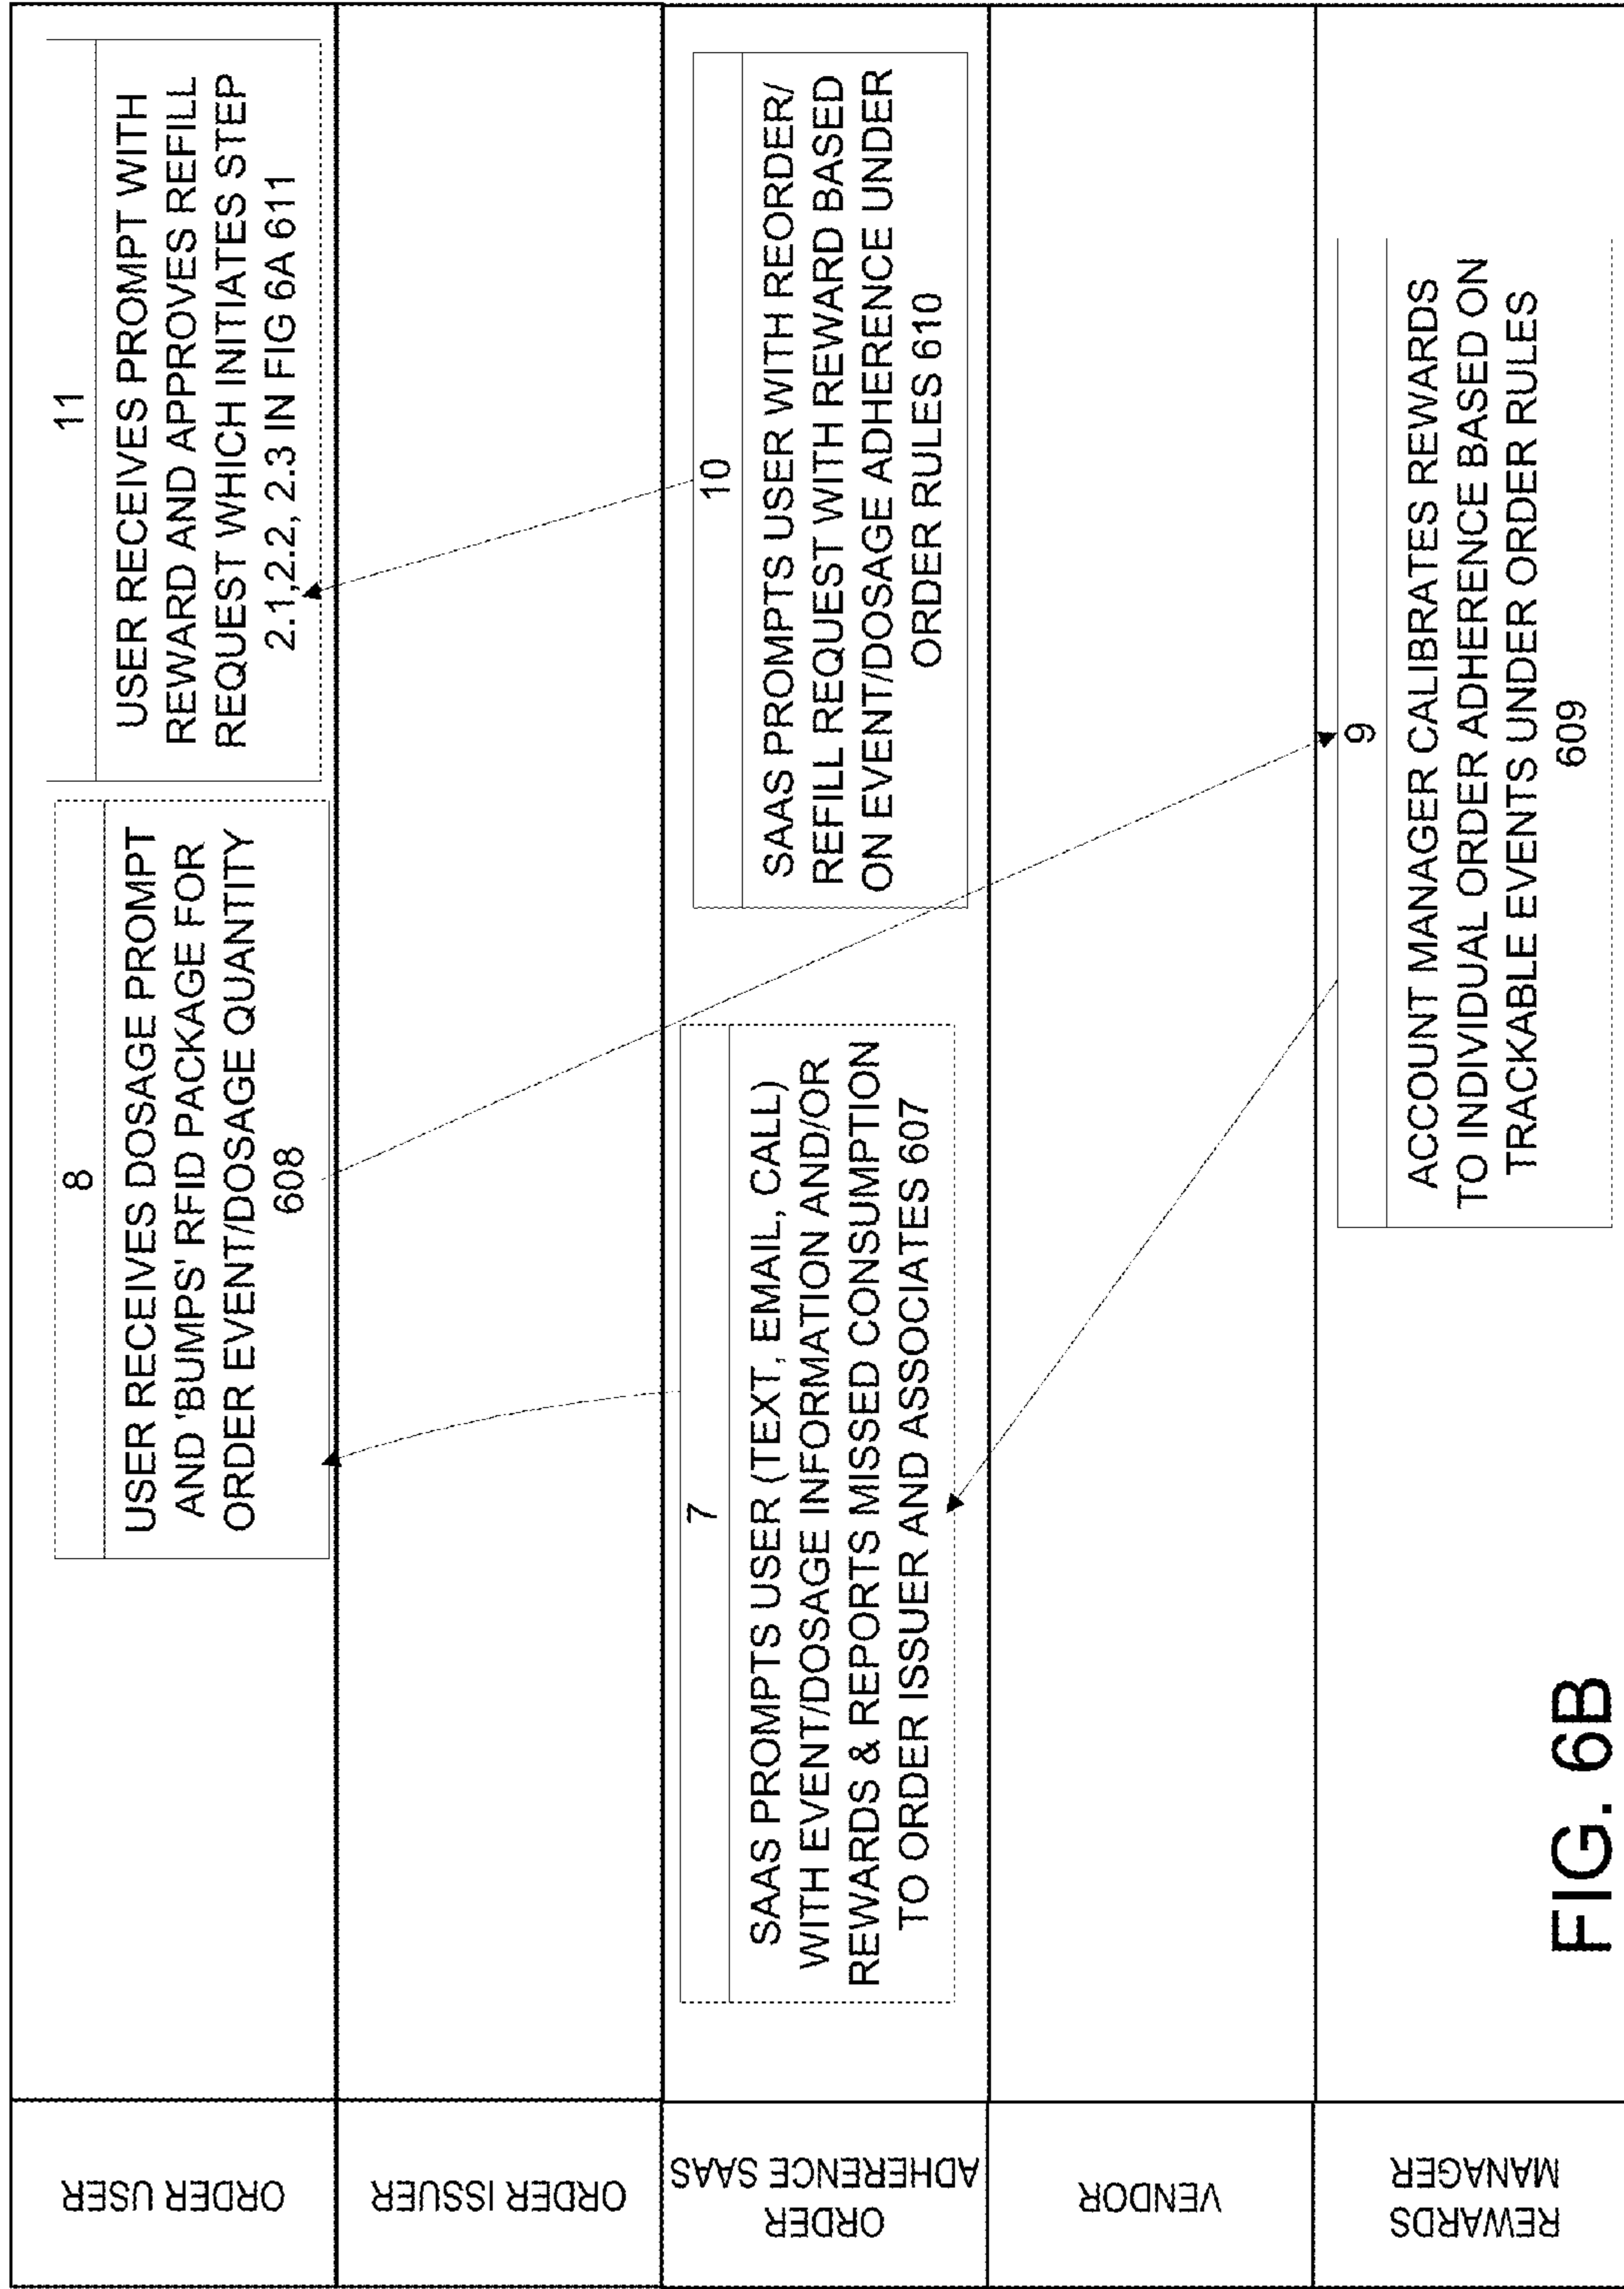 ORDER USER
8
USER RECEIVES DOSAGE PROMPT
AND 'BUMPS' RFID PACKAGE FOR
ORDER EVENT/DOSAGE QUANTITY
608
11
USER RECEIVES PROMPT WITH
REWARD AND APPROVES REFILL
REQUEST WHICH INITIATES STEP
2.1,2.2, 2.3 IN FIG 6A 611
ORDER ISSUER
ORDER
ADHERENCE SAAS
7
SAAS PROMPTS USER (TEXT, EMAIL, CALL)
WITH EVENT/DOSAGE INFORMATION AND/OR
REWARDS & REPORTS MISSED CONSUMPTION
TO ORDER ISSUER AND ASSOCIATES 607
10
SAAS PROMPTS USER WITH REORDER/
REFILL REQUEST WITH REWARD BASED
ON EVENT/DOSAGE ADHERENCE UNDER
ORDER RULES 610
VENDOR
REWARDS
MANAGER
9
ACCOUNT MANAGER CALIBRATES REWARDS
TO INDIVIDUAL ORDER ADHERENCE BASED ON
TRACKABLE EVENTS UNDER ORDER RULES
609
FIG. 6B